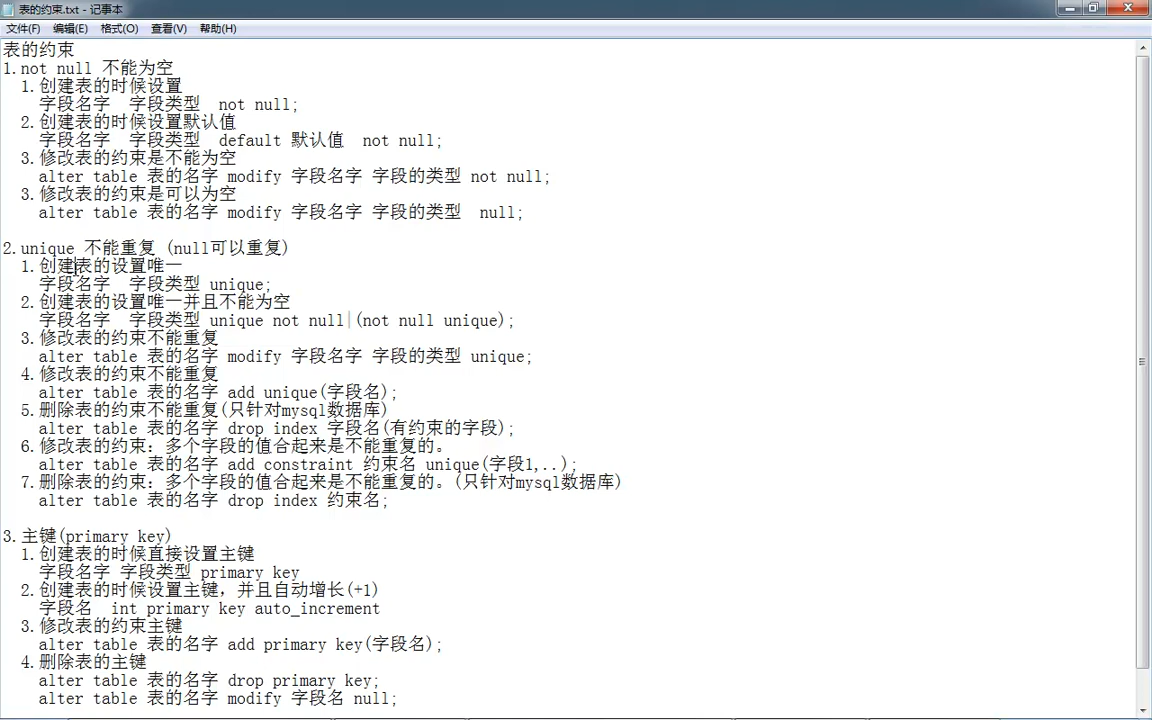 表的约束.txt - 记事本
文件(F) 编辑(E) 格式(O) 查看(V) 帮助(H)
表的约束
1.not null 不能为空
1.创建表的时候设置
字段名字 字段类型 not null;
2.创建表的时候设置默认值
字段名字 字段类型 default 默认值 not null;
3.修改表的约束是不能为空
alter table 表的名字 modify 字段名字 字段的类型 not null;
3.修改表的约束是可以为空
alter table 表的名字 modify 字段名字 字段的类型 null;
2.unique 不能重复 (null可以重复)
1.创建表的设置唯一
字段名字 字段类型 unique;
2.创建表的设置唯一并且不能为空
字段名字 字段类型 unique not null|(not null unique);
3.修改表的约束不能重复
alter table 表的名字 modify 字段名字 字段的类型 unique;
4.修改表的约束不能重复
alter table 表的名字 add unique(字段名);
5.删除表的约束不能重复(只针对mysql数据库)
alter table 表的名字 drop index 字段名(有约束的字段);
6.修改表的约束：多个字段的值合起来是不能重复的。
alter table 表的名字 add constraint 约束名 unique(字段1,..);
7.删除表的约束：多个字段的值合起来是不能重复的。(只针对mysql数据库)
alter table 表的名字 drop index 约束名;
3.主键(primary key)
1.创建表的时候直接设置主键
字段名字 字段类型 primary key
2.创建表的时候设置主键，并且自动增长(+1)
字段名 int primary key auto_increment
3.修改表的约束主键
alter table 表的名字 add primary key(字段名);
4.删除表的主键
alter table 表的名字 drop primary key;
alter table 表的名字 modify 字段名 null;